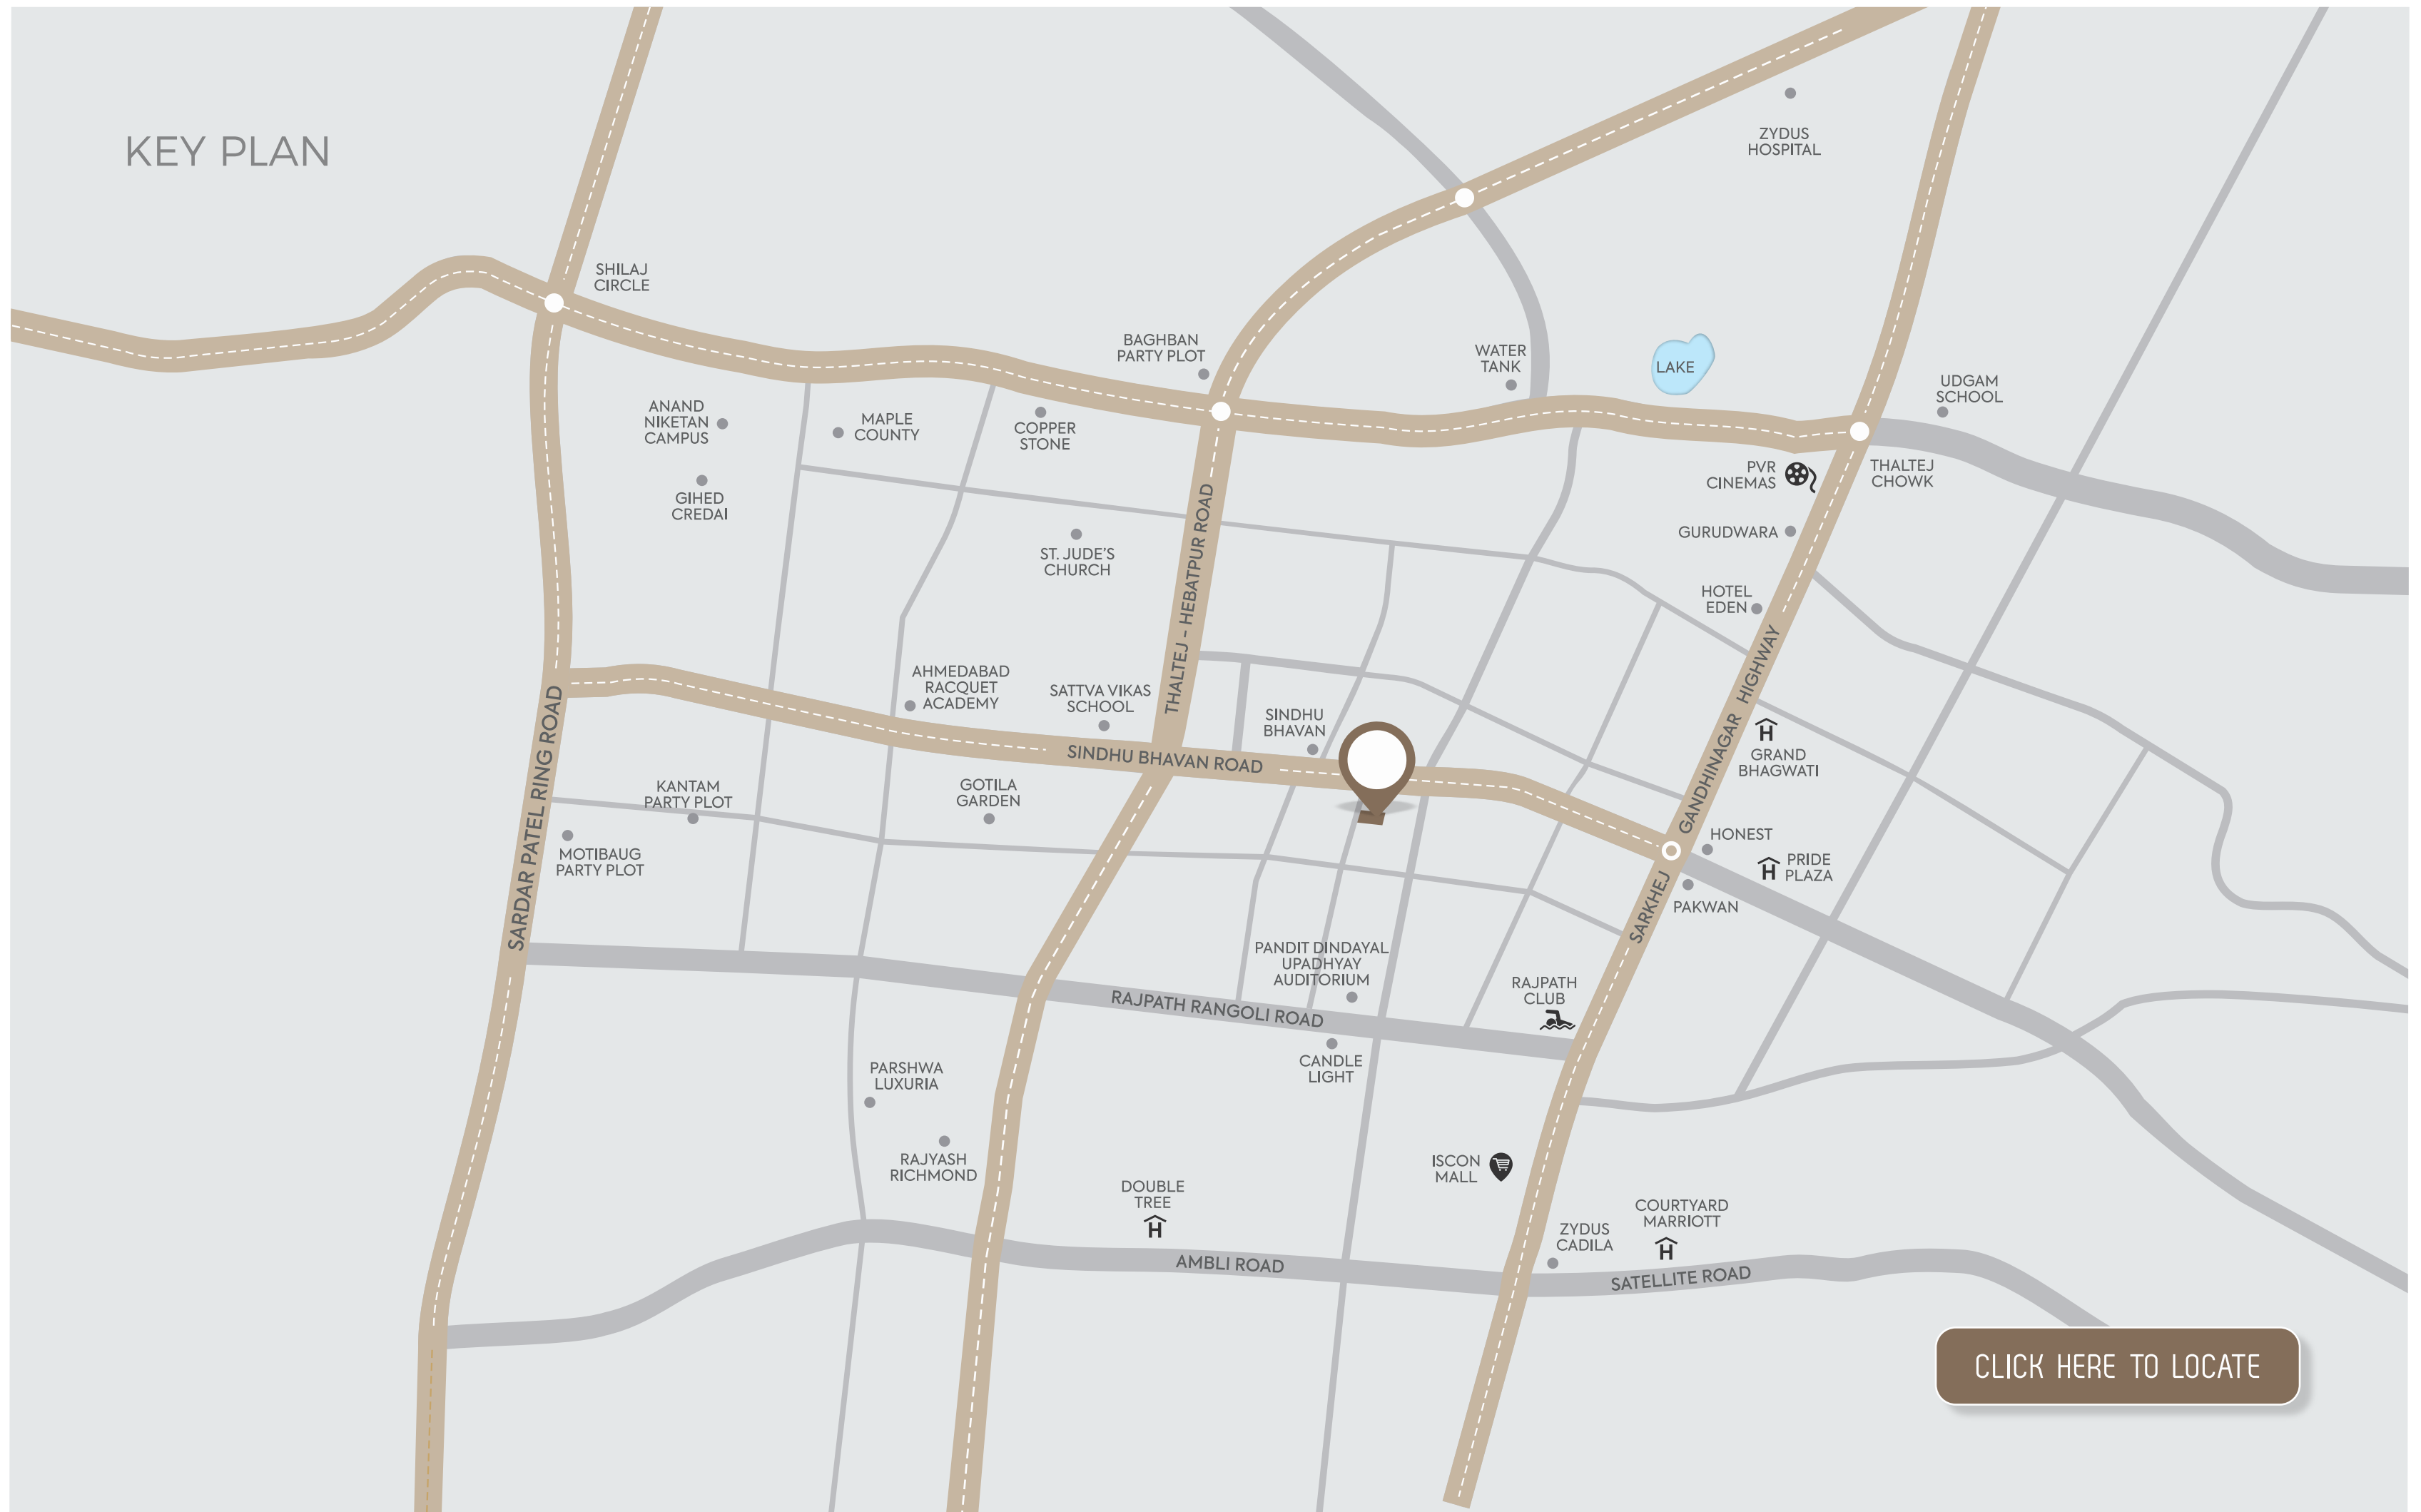 KEY PLAN
ZYDUS
HOSPITAL
SHILAJ
CIRCLE
BAGHBAN
PARTY PLOT
WATER
TANK
LAKE
UDGAM
SCHOOL
ANAND
NIKETAN
CAMPUS
MAPLE
COUNTY
COPPER
STONE
PVR
CINEMAS
THALTEJ
CHOWK
GIHED
CREDAI
GURUDWARA
ST. JUDE'S
CHURCH
THALTEJ - HEBATPUR ROAD
HOTEL
EDEN
AHMEDABAD
RACQUET
ACADEMY
SATTVA VIKAS
SCHOOL
SINDHU
BHAVAN
SINDHU BHAVAN ROAD
SARKHEJ GANDHINAGAR HIGHWAY
H
GRAND
BHAGWATI
SARDAR PATEL RING ROAD
KANTAM
PARTY PLOT
GOTILA
GARDEN
HONEST
MOTIBAUG
PARTY PLOT
H
PRIDE
PLAZA
PAKWAN
PANDIT DINDAYAL
UPADHYAY
AUDITORIUM
RAJPATH
CLUB
RAJPATH RANGOLI ROAD
CANDLE
LIGHT
PARSHWA
LUXURIA
RAJYASH
RICHMOND
ISCON
MALL
DOUBLE
TREE
H
COURTYARD
MARRIOTT
H
ZYDUS
CADILA
AMBLI ROAD
SATELLITE ROAD
CLICK HERE TO LOCATE